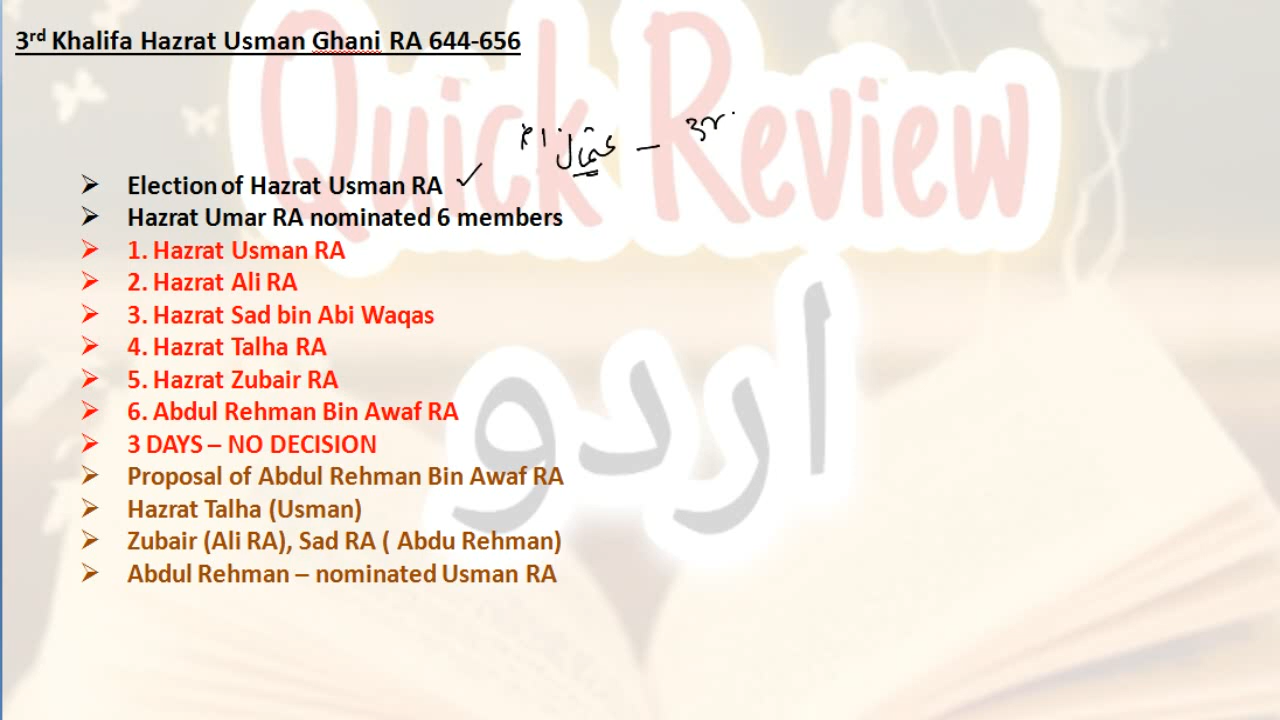 3rd Khalifa Hazrat Usman Ghani RA 644-656
Quick Review
اردو
➢ Election of Hazrat Usman RA ✓
➢ Hazrat Umar RA nominated 6 members
➢ 1. Hazrat Usman RA
➢ 2. Hazrat Ali RA
➢ 3. Hazrat Sad bin Abi Waqas
➢ 4. Hazrat Talha RA
➢ 5. Hazrat Zubair RA
➢ 6. Abdul Rehman Bin Awaf RA
➢ 3 DAYS – NO DECISION
➢ Proposal of Abdul Rehman Bin Awaf RA
➢ Hazrat Talha (Usman)
➢ Zubair (Ali RA), Sad RA ( Abdu Rehman)
➢ Abdul Rehman – nominated Usman RA